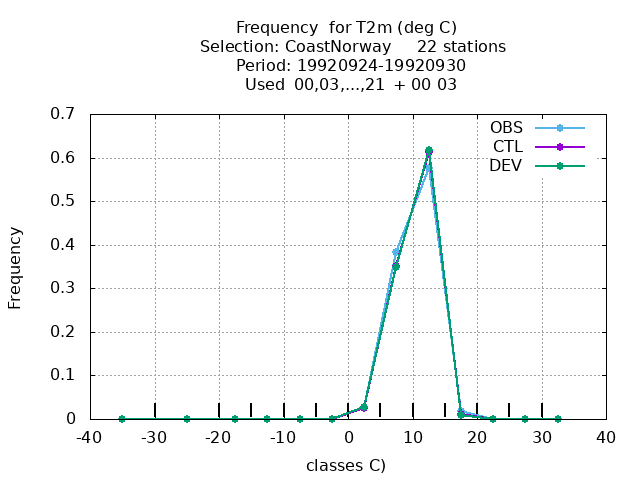 Frequency  for T2m (deg C)
Selection: CoastNorway     22 stations
Period: 19920924-19920930
Used  00,03,...,21  + 00 03
OBS
CTL
DEV
0.7
0.6
0.5
0.4
0.3
0.2
0.1
0
Frequency
-40 -30 -20 -10 0 10 20 30 40
classes C)